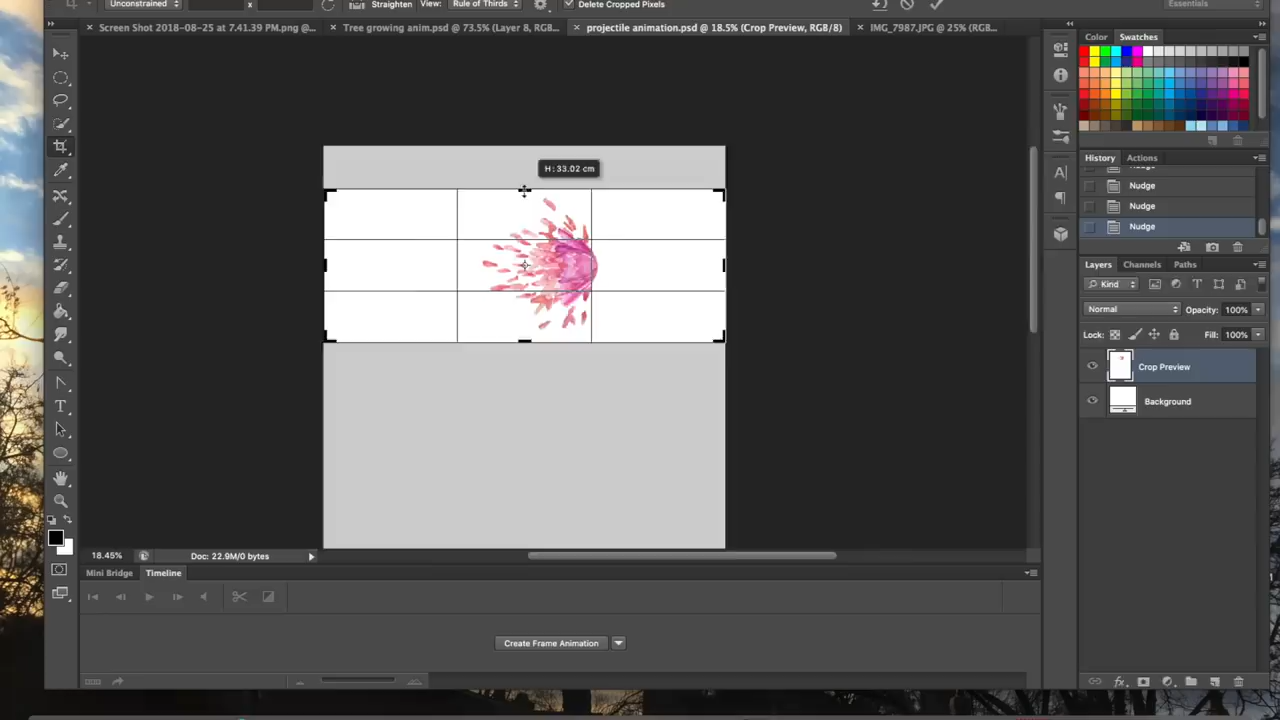 Unconstrained x Straighten View: Rule of Thirds Delete Cropped Pixels Essentials
Screen Shot 2018-08-25 at 7.41.39 PM.png @... Tree growing anim.psd @ 73.5% (Layer 8, RGB... projectile animation.psd @ 18.5% (Crop Preview, RGB/8) IMG_7987.JPG @ 25% (RGB...
Color Swatches
H: 33.02 cm
History Actions
Nudge
Nudge
Nudge
Nudge
Layers Channels Paths
Kind
Normal Opacity: 100%
Lock: Fill: 100%
Crop Preview
Background
18.45% Doc: 22.9M/0 bytes
Mini Bridge Timeline
Create Frame Animation